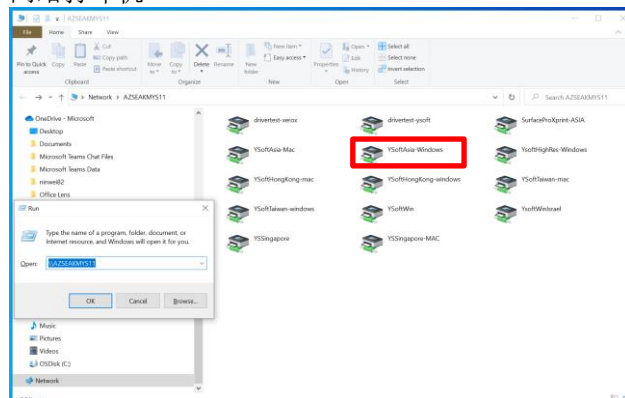 AZSEAKMYS11
File Home Share View
Pin to Quick access
Copy
Paste
Cut
Copy path
Paste shortcut
Move to
Copy to
Delete
Rename
New folder
New item
Easy access
Properties
Open
Edit
History
Select all
Select none
Invert selection
Clipboard Organize New Open Select
Network > AZSEAKMYS11
Search AZSEAKMYS11
OneDrive - Microsoft
Desktop
Documents
Microsoft Teams Chat Files
Microsoft Teams Data
Office Lens
drivertest-xerox
drivertest-ysoft
SurfaceProXprint-ASIA
YSoftAsia-Mac
YSoftAsia-Windows
YsoftHighRes-Windows
YSoftHongKong-mac
YSoftHongKong-windows
YSoftTaiwan-mac
YSoftTaiwan-windows
YSoftWin
YsoftWinIsrael
YSSingapore
YSSingapore-MAC
Run
Type the name of a program, folder, document, or
Internet resource, and Windows will open it for you.
Open: \\AZSEAKMYS11
OK Cancel Browse...
Music
Pictures
Videos
OSDisk (C:)
Network